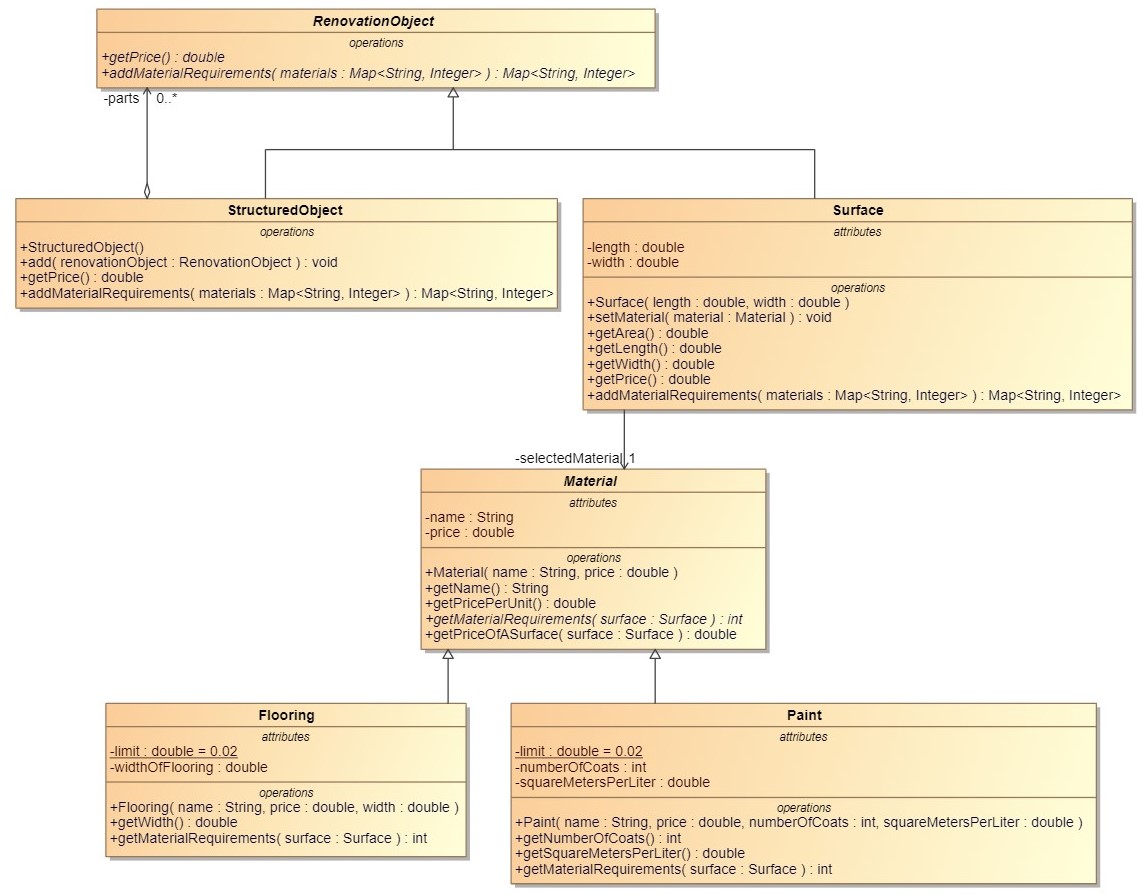 RenovationObject
operations
+getPrice() : double
+addMaterialRequirements( materials : Map<String, Integer> ) : Map<String, Integer>
-parts 0..*
StructuredObject
operations
+StructuredObject()
+add( renovationObject : RenovationObject ) : void
+getPrice() : double
+addMaterialRequirements( materials : Map<String, Integer> ) : Map<String, Integer>
Surface
attributes
-length : double
-width : double
operations
+Surface( length : double, width : double )
+setMaterial( material : Material ) : void
+getArea() : double
+getLength() : double
+getWidth() : double
+getPrice() : double
+addMaterialRequirements( materials : Map<String, Integer> ) : Map<String, Integer>
-selectedMaterial 1
Material
attributes
-name : String
-price : double
operations
+Material( name : String, price : double )
+getName() : String
+getPricePerUnit() : double
+getMaterialRequirements( surface : Surface ) : int
+getPriceOfASurface( surface : Surface ) : double
Flooring
attributes
-limit : double = 0.02
-widthOfFlooring : double
operations
+Flooring( name : String, price : double, width : double )
+getWidth() : double
+getMaterialRequirements( surface : Surface ) : int
Paint
attributes
-limit : double = 0.02
-numberOfCoats : int
-squareMetersPerLiter : double
operations
+Paint( name : String, price : double, numberOfCoats : int, squareMetersPerLiter : double )
+getNumberOfCoats() : int
+getSquareMetersPerLiter() : double
+getMaterialRequirements( surface : Surface ) : int